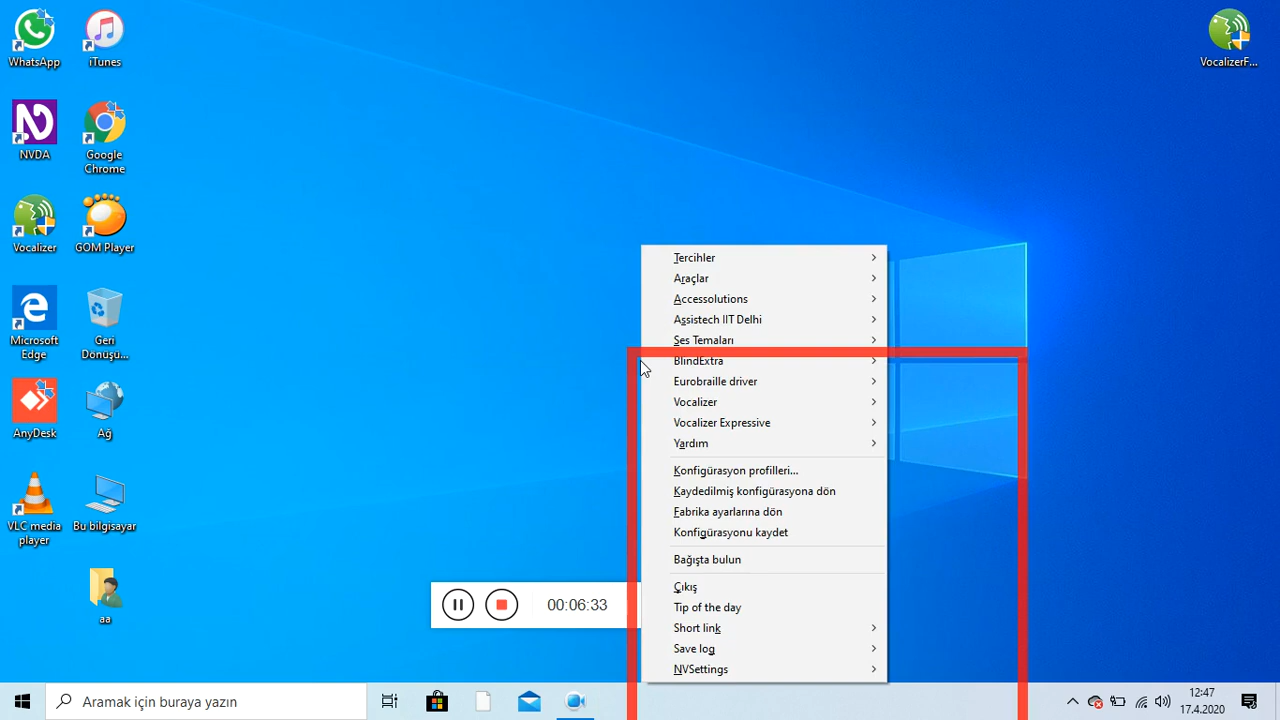 WhatsApp
iTunes
VocalizerF...
NVDA
Google
Chrome
Vocalizer
GOM Player
Microsoft
Edge
Geri
Dönüşü...
AnyDesk
Ağ
VLC media
player
Bu bilgisayar
aa
Tercihler
Araçlar
Accessolutions
Assistech IIT Delhi
Ses Temaları
BlindExtra
Eurobraille driver
Vocalizer
Vocalizer Expressive
Yardım
Konfigürasyon profilleri...
Kaydedilmiş konfigürasyona dön
Fabrika ayarlarına dön
Konfigürasyonu kaydet
Bağışta bulun
Çıkış
Tip of the day
Short link
Save log
NVSettings
00:06:33
Aramak için buraya yazın
12:47
17.4.2020